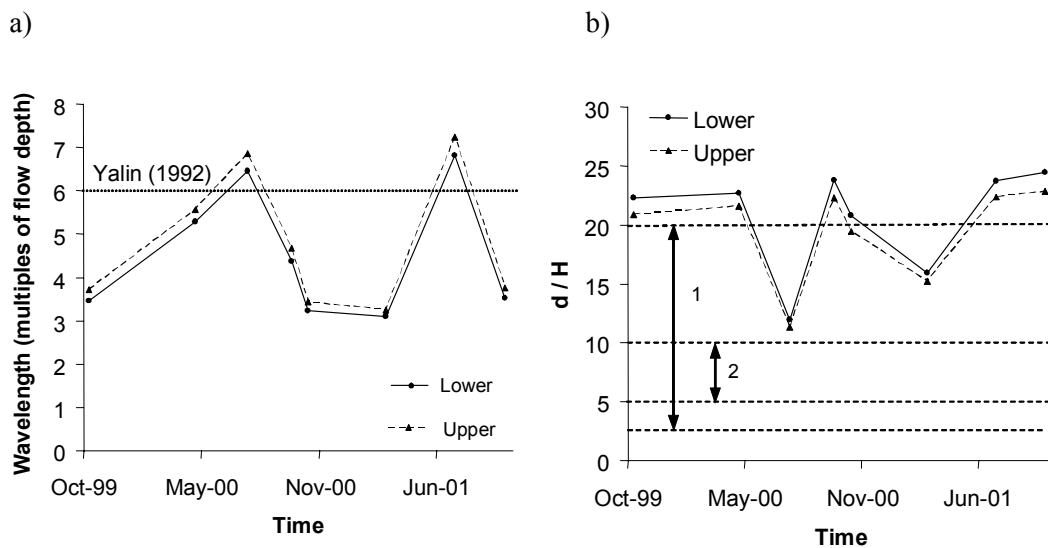 a)
Wavelength (multiples of flow depth)
8
7
6
5
4
3
2
1
0
Yalin (1992)
Lower
Upper
Oct-99 May-00 Nov-00 Jun-01
Time
b)
d / H
30
25
20
15
10
5
0
Lower
Upper
1
2
Oct-99 May-00 Nov-00 Jun-01
Time